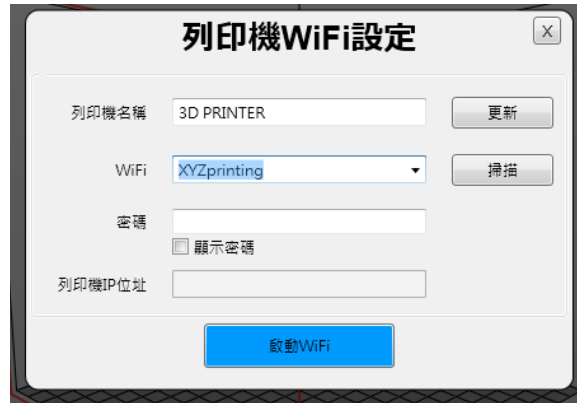 列印機WiFi設定
X
列印機名稱
3D PRINTER
更新
WiFi
XYZprinting
掃描
密碼
顯示密碼
列印機IP位址
啟動WiFi